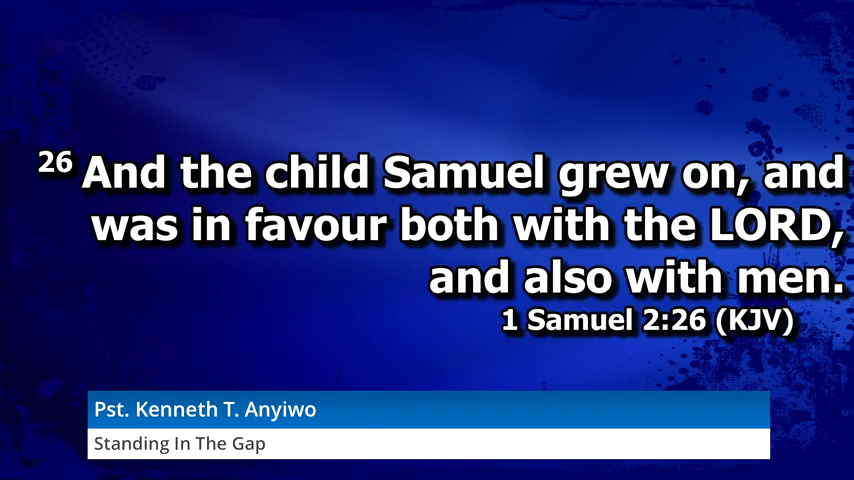 26 And the child Samuel grew on, and
was in favour both with the LORD,
and also with men.
1 Samuel 2:26 (KJV)
Pst. Kenneth T. Anyiwo
Standing In The Gap